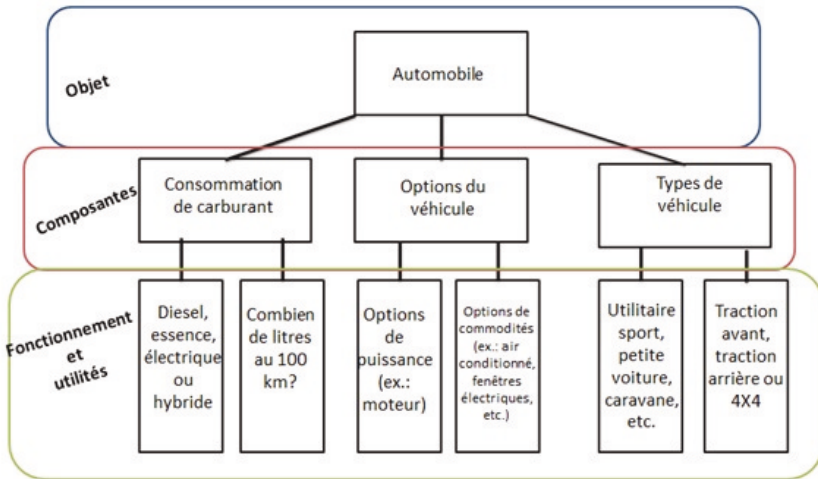 Objet
Automobile
Composantes
Consommation
de carburant
Options du
véhicule
Types de
véhicule
Fonctionnement
et
utilités
Diesel,
essence,
électrique
ou
hybride
Combien
de litres
au 100
km?
Options
de
puissance
(ex.:
moteur)
Options de
commodités
(ex.: air
conditionné,
fenêtres
électriques,
etc.)
Utilitaire
sport,
petite
voiture,
caravane,
etc.
Traction
avant,
traction
arrière ou
4X4